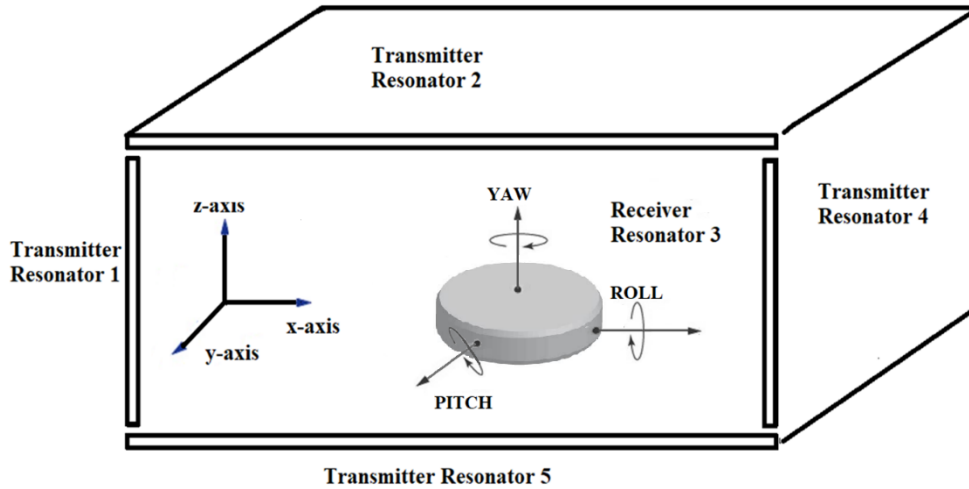 Transmitter
Resonator 2
YAW
z-axis
Receiver
Resonator 3
Transmitter
Resonator 4
Transmitter
Resonator 1
ROLL
x-axis
y-axis
PITCH
Transmitter Resonator 5